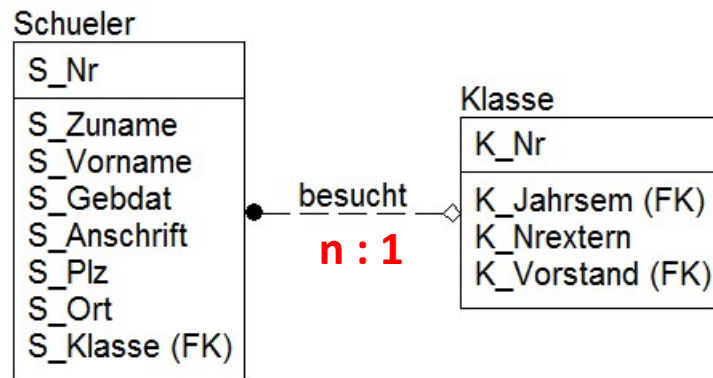 Schueler
S_Nr
S_Zuname
S_Vorname
S_Gebdat
S_Anschrift
S_Plz
S_Ort
S_Klasse (FK)
besucht
n : 1
Klasse
K_Nr
K_Jahrsem (FK)
K_Nrextern
K_Vorstand (FK)